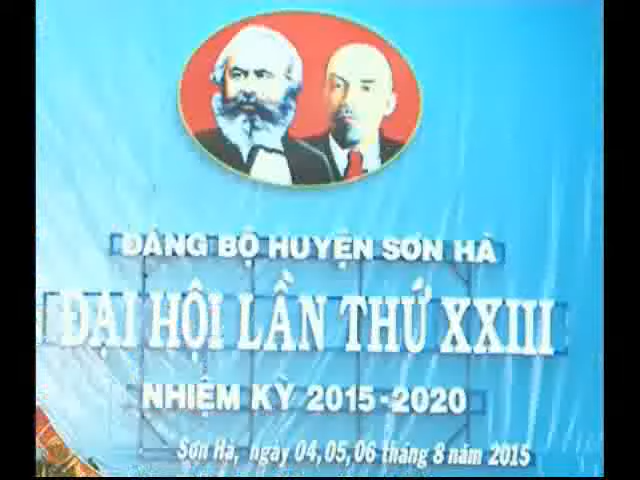 ĐẢNG BỘ HUYỆN SƠN HÀ
ĐẠI HỘI LẦN THỨ XXIII
NHIỆM KỲ 2015-2020
Sơn Hà, ngày 04,05,06 tháng 8 năm 2015